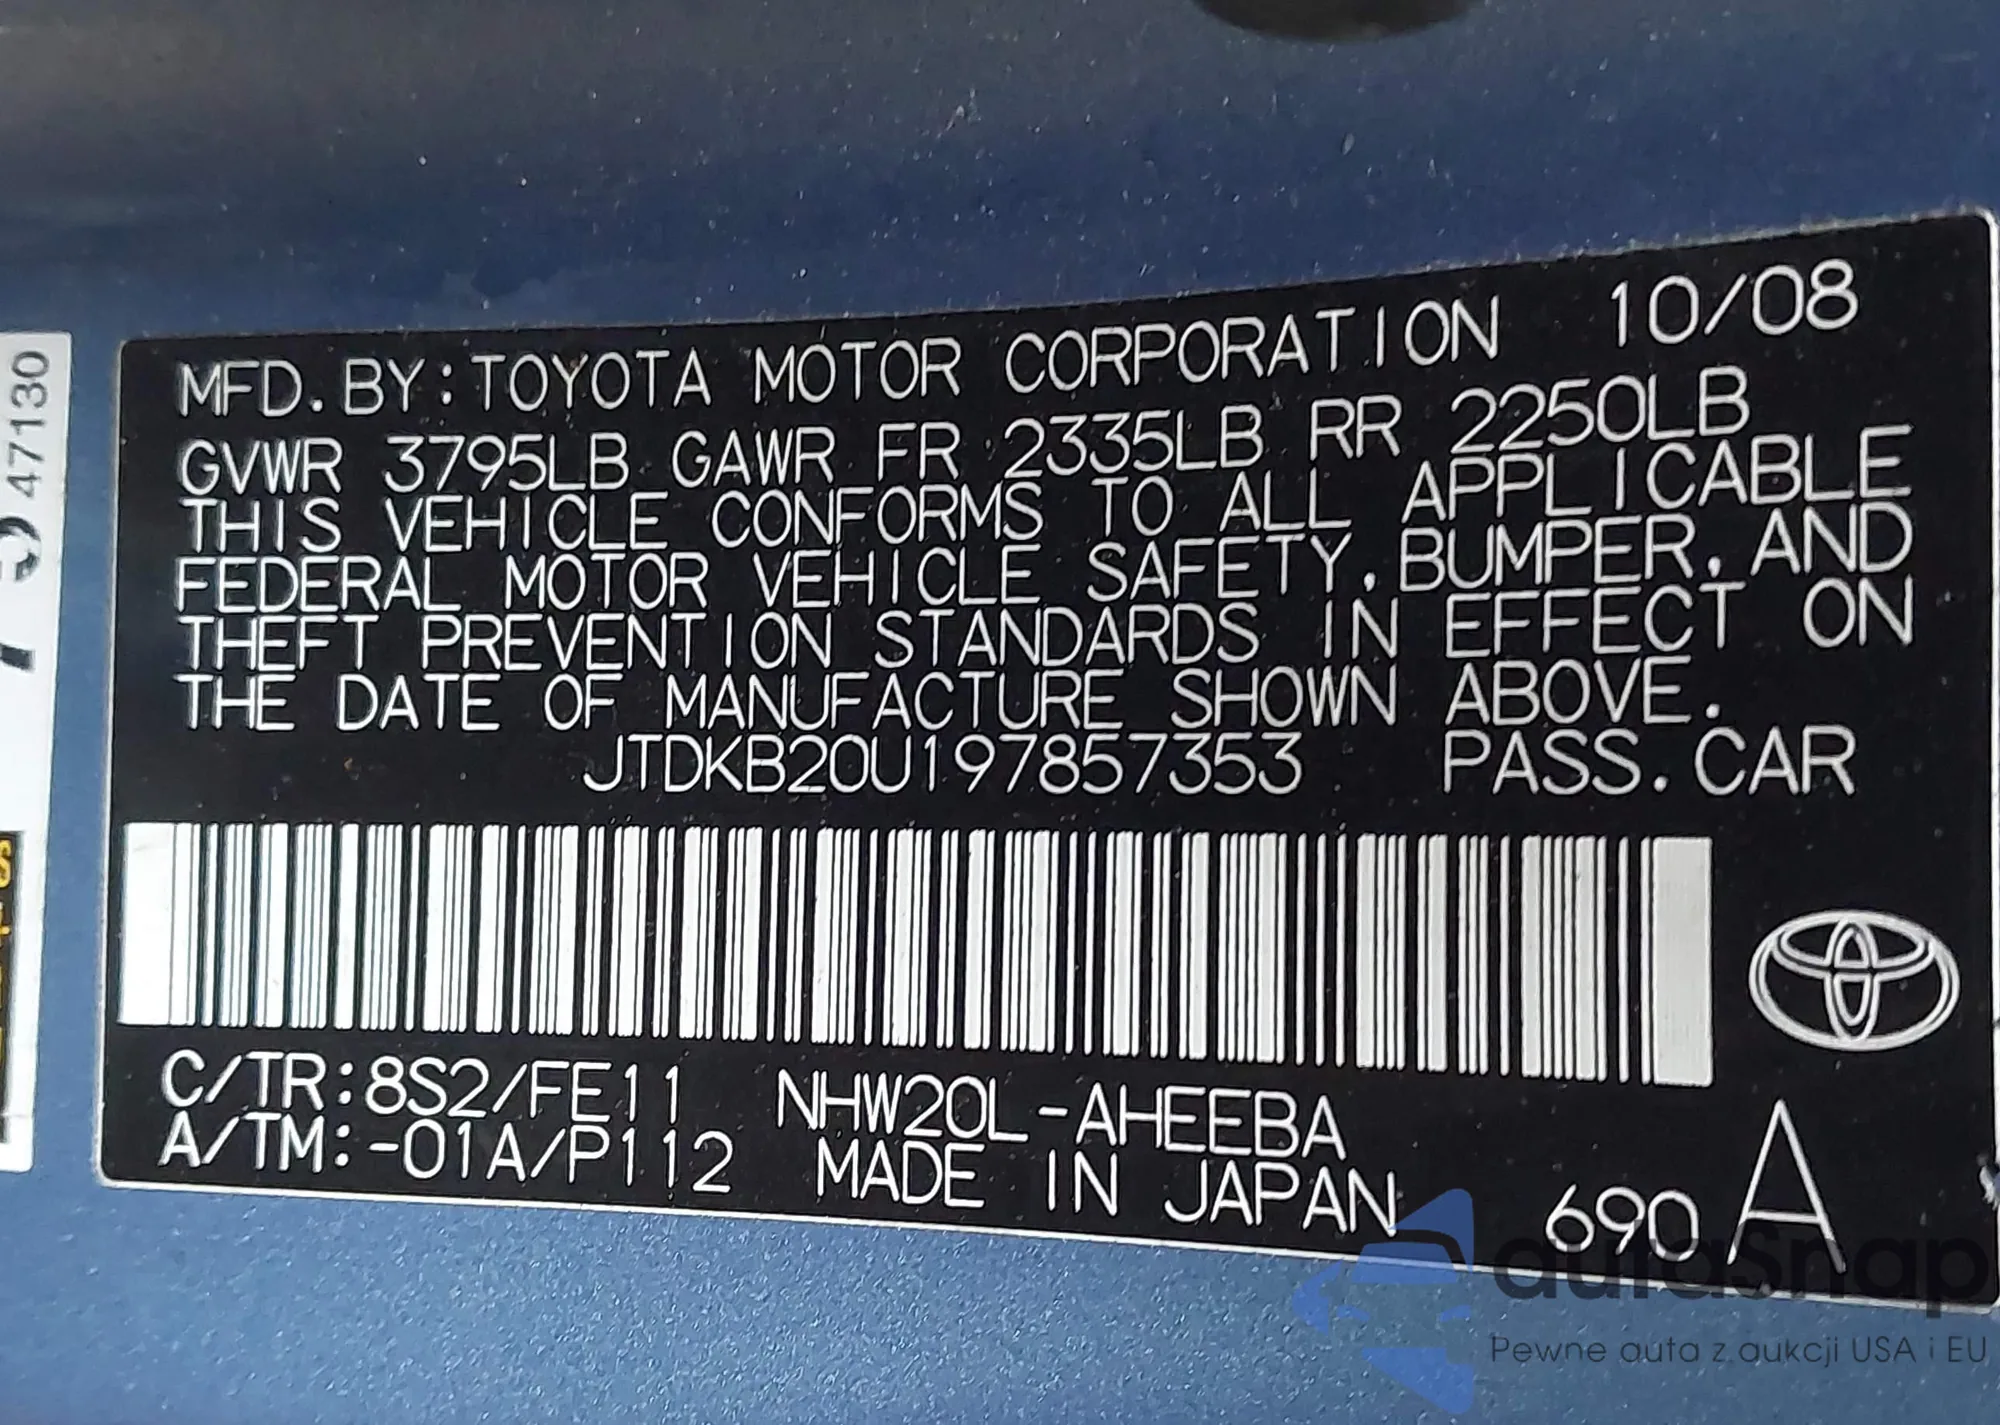 MFD. BY: TOYOTA MOTOR CORPORATION 10/08
GVWR 3795LB GAWR FR 2335LB RR 2250LB
THIS VEHICLE CONFORMS TO ALL APPLICABLE
FEDERAL MOTOR VEHICLE SAFETY, BUMPER, AND
THEFT PREVENTION STANDARDS IN EFFECT ON
THE DATE OF MANUFACTURE SHOWN ABOVE.
JTDKB20U197857353 PASS. CAR
C/TR:8S2/FE11 NHW20L-AHEEBA
A/TM:-01A/P112 MADE IN JAPAN 690 A
47130
autaSnap
Pewne auta z aukcji USA i EU